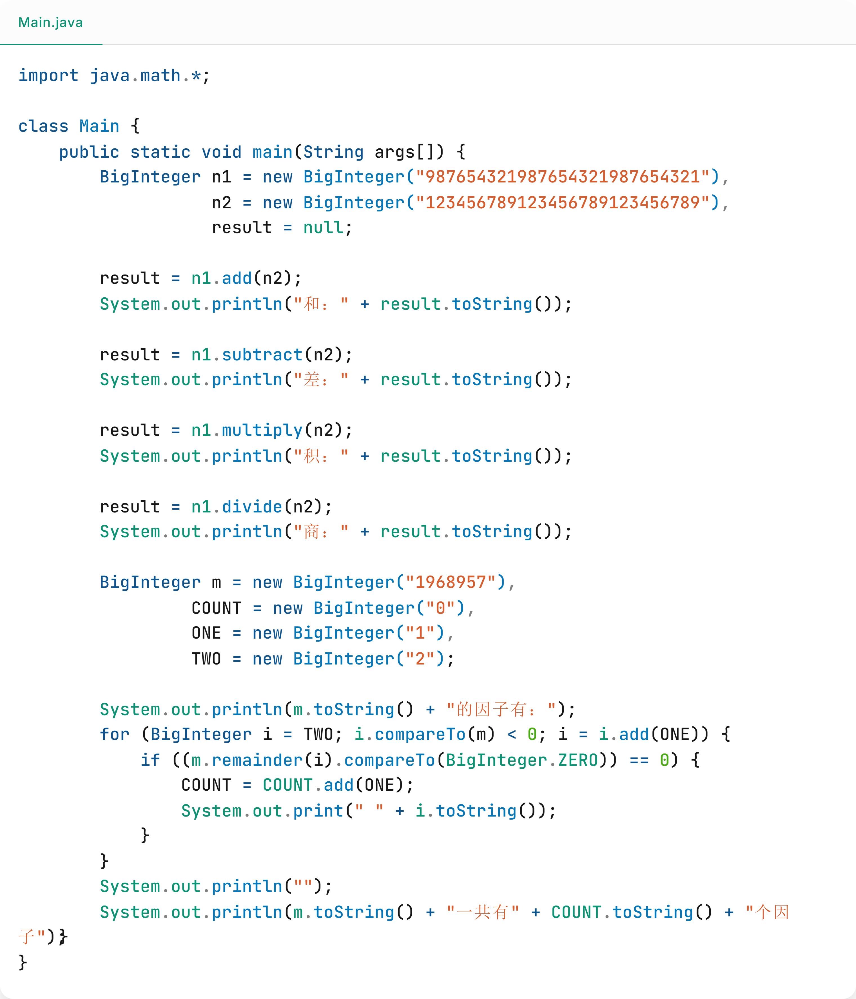 Main.java
import java.math.*;
class Main {
    public static void main(String args[]) {
        BigInteger n1 = new BigInteger("987654321987654321987654321"),
                   n2 = new BigInteger("123456789123456789123456789"),
                   result = null;
        result = n1.add(n2);
        System.out.println("和：" + result.toString());
        result = n1.subtract(n2);
        System.out.println("差：" + result.toString());
        result = n1.multiply(n2);
        System.out.println("积：" + result.toString());
        result = n1.divide(n2);
        System.out.println("商：" + result.toString());
        BigInteger m = new BigInteger("1968957"),
                 COUNT = new BigInteger("0"),
                 ONE = new BigInteger("1"),
                 TWO = new BigInteger("2");
        System.out.println(m.toString() + "的因子有：");
        for (BigInteger i = TWO; i.compareTo(m) < 0; i = i.add(ONE)) {
            if ((m.remainder(i).compareTo(BigInteger.ZERO)) == 0) {
                COUNT = COUNT.add(ONE);
                System.out.print(" " + i.toString());
            }
        }
        System.out.println("");
        System.out.println(m.toString() + "一共有" + COUNT.toString() + "个因
子");}
}